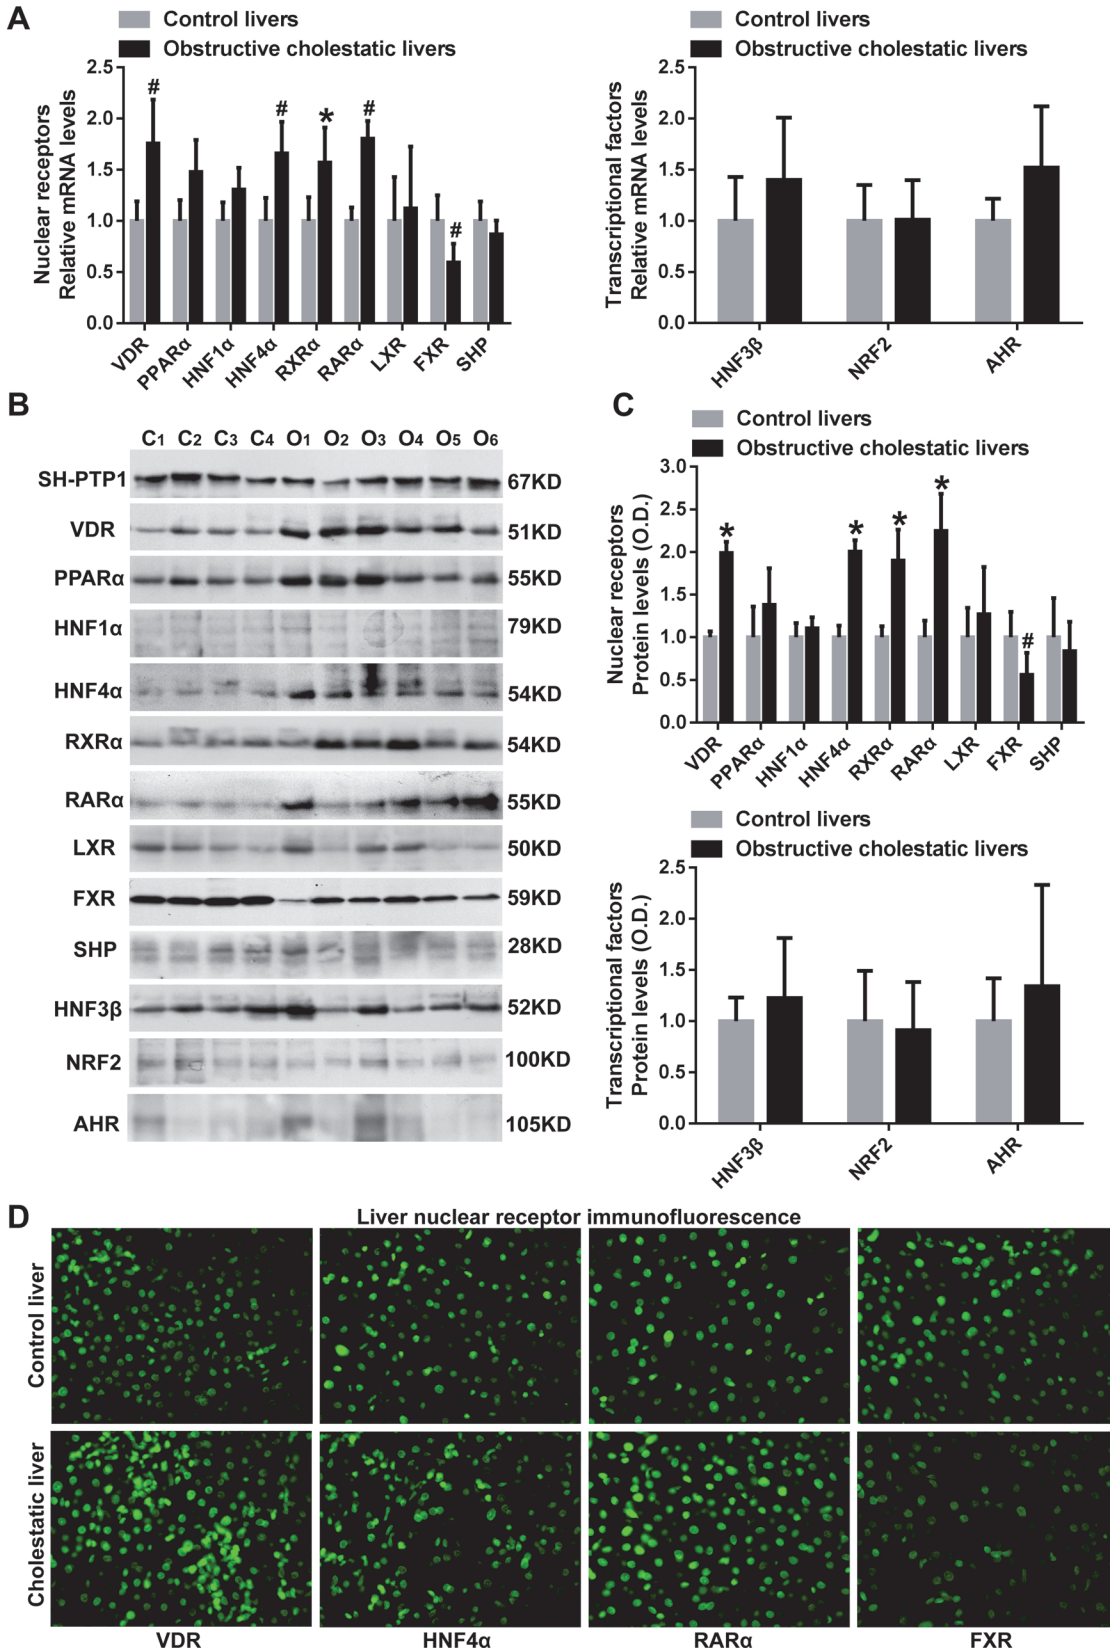 A
Control livers
Obstructive cholestatic livers
Nuclear receptors
Relative mRNA levels
2.5
2.0
1.5
1.0
0.5
0.0
# # * # #
VDR PPARα HNF1α HNF4α RXRα RARα LXR FXR SHP
Control livers
Obstructive cholestatic livers
Transcriptional factors
Relative mRNA levels
2.5
2.0
1.5
1.0
0.5
0.0
HNF3β NRF2 AHR
B
C1 C2 C3 C4 O1 O2 O3 O4 O5 O6
SH-PTP1 67KD
VDR 51KD
PPARα 55KD
HNF1α 79KD
HNF4α 54KD
RXRα 54KD
RARα 55KD
LXR 50KD
FXR 59KD
SHP 28KD
HNF3β 52KD
NRF2 100KD
AHR 105KD
C
Control livers
Obstructive cholestatic livers
Nuclear receptors
Protein levels (O.D.)
3.0
2.5
2.0
1.5
1.0
0.5
0.0
* * * * #
VDR PPARα HNF1α HNF4α RXRα RARα LXR FXR SHP
Control livers
Obstructive cholestatic livers
Transcriptional factors
Protein levels (O.D.)
2.5
2.0
1.5
1.0
0.5
0.0
HNF3β NRF2 AHR
D
Liver nuclear receptor immunofluorescence
Control liver
Cholestatic liver
VDR HNF4α RARα FXR